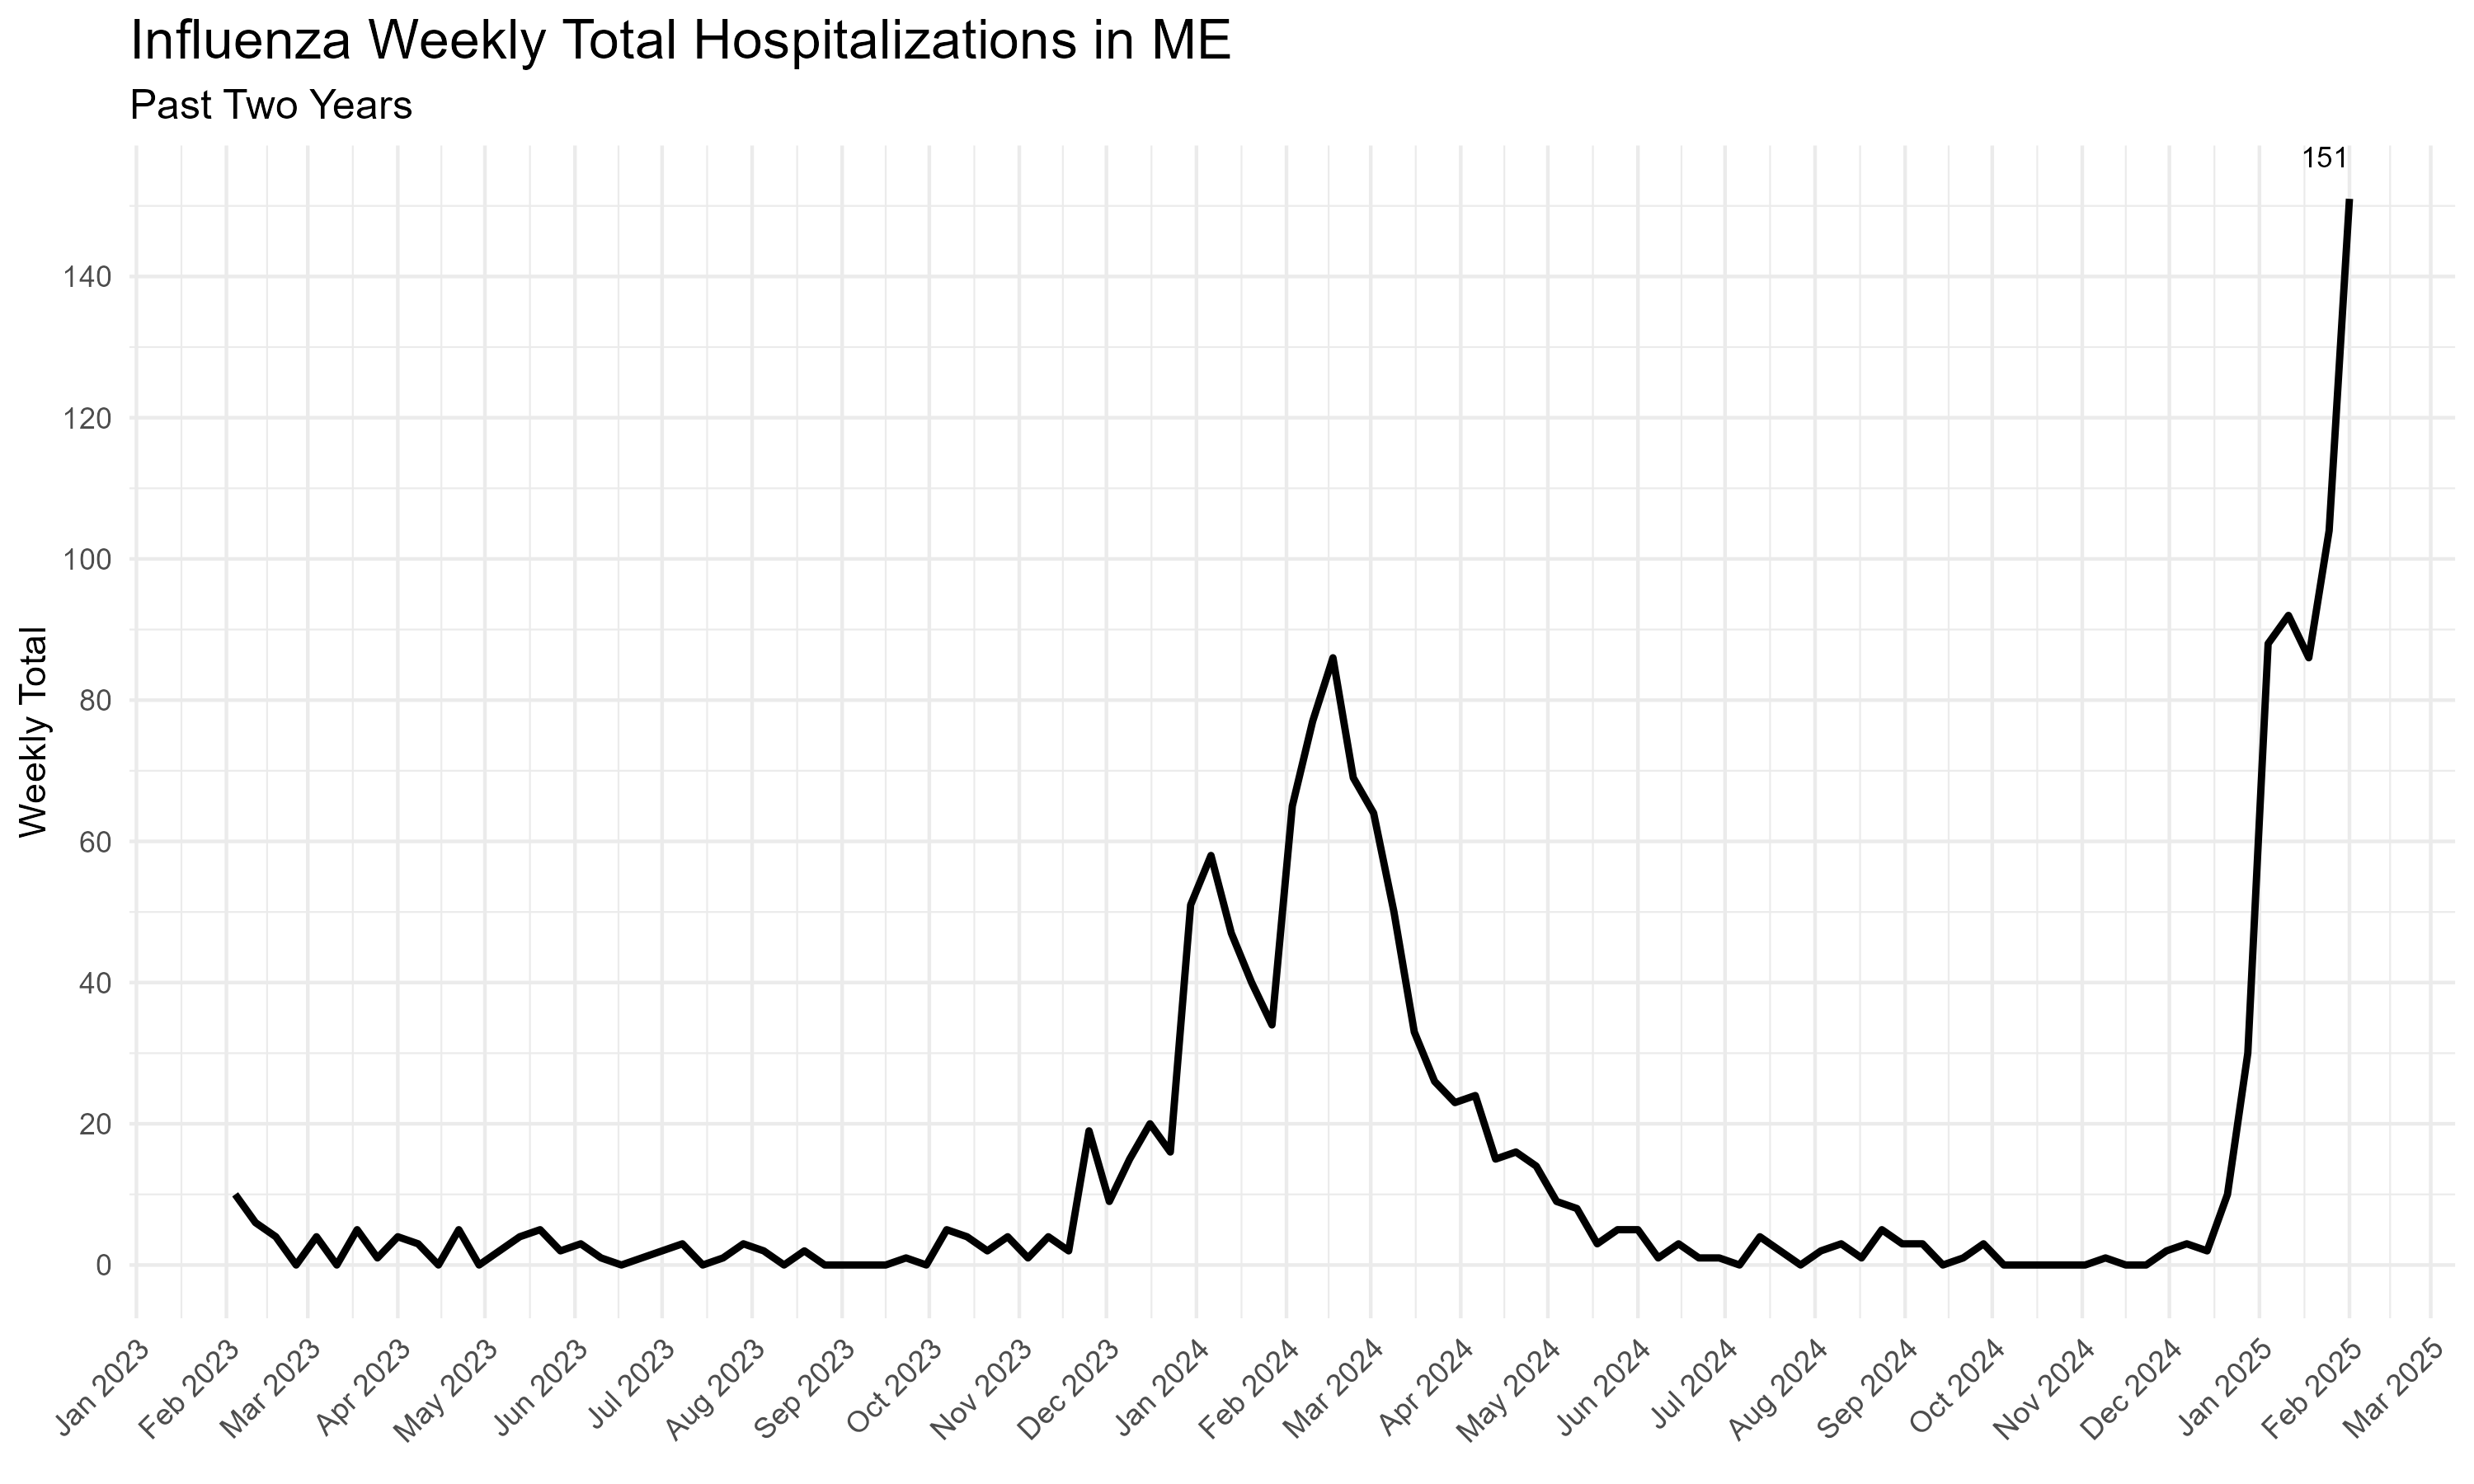 Influenza Weekly Total Hospitalizations in ME
Past Two Years
151
140
120
100
80
60
40
20
0
Weekly Total
Jan 2023
Feb 2023
Mar 2023
Apr 2023
May 2023
Jun 2023
Jul 2023
Aug 2023
Sep 2023
Oct 2023
Nov 2023
Dec 2023
Jan 2024
Feb 2024
Mar 2024
Apr 2024
May 2024
Jun 2024
Jul 2024
Aug 2024
Sep 2024
Oct 2024
Nov 2024
Dec 2024
Jan 2025
Feb 2025
Mar 2025